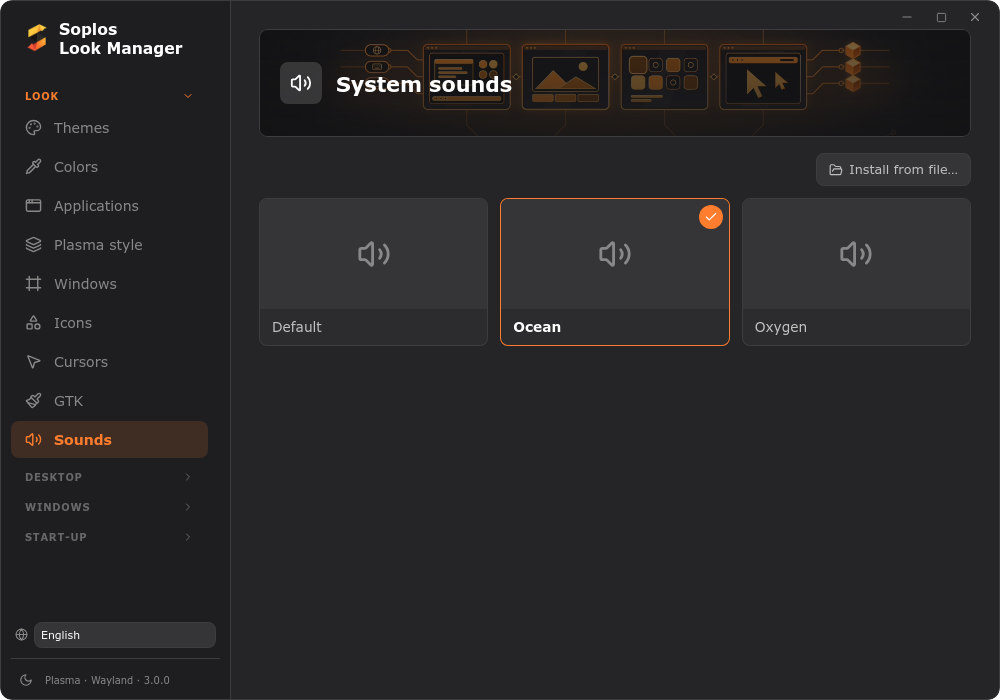 Soplos
Look Manager
LOOK
Themes
Colors
Applications
Plasma style
Windows
Icons
Cursors
GTK
Sounds
DESKTOP
WINDOWS
START-UP
English
Plasma · Wayland · 3.0.0
System sounds
Install from file…
Default
Ocean
Oxygen